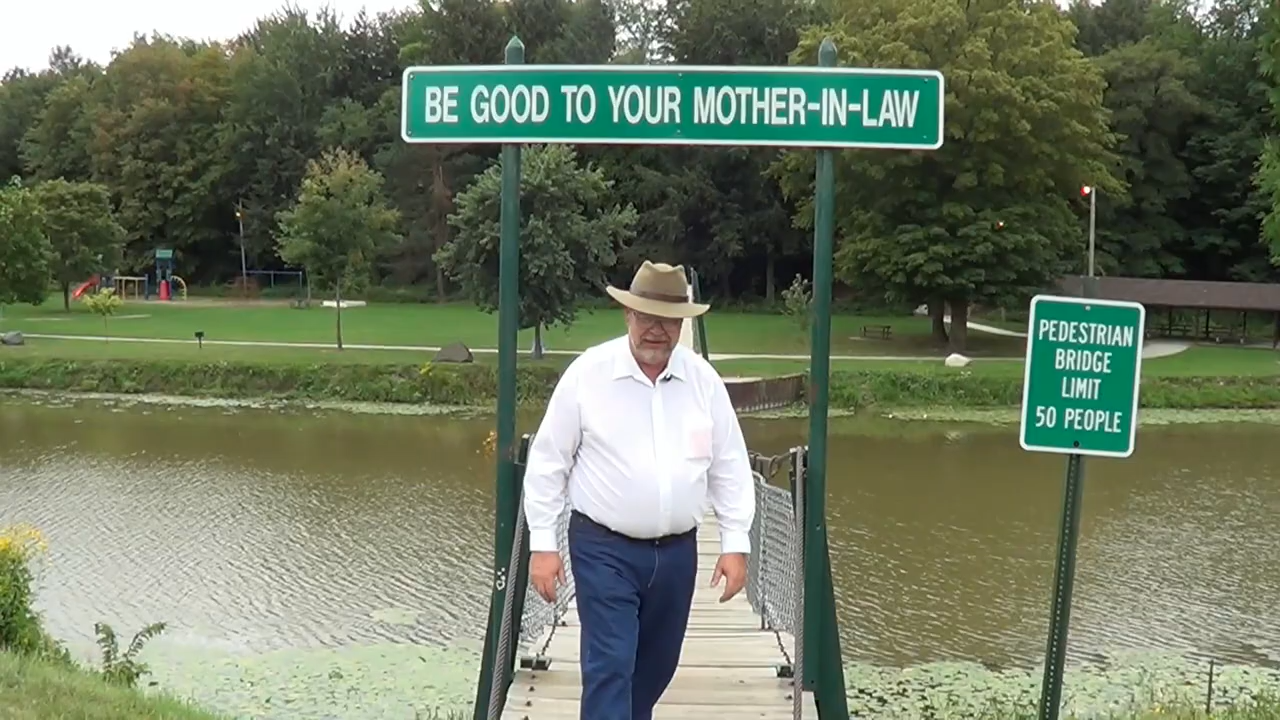 BE GOOD TO YOUR MOTHER-IN-LAW
PEDESTRIAN
BRIDGE
LIMIT
50 PEOPLE